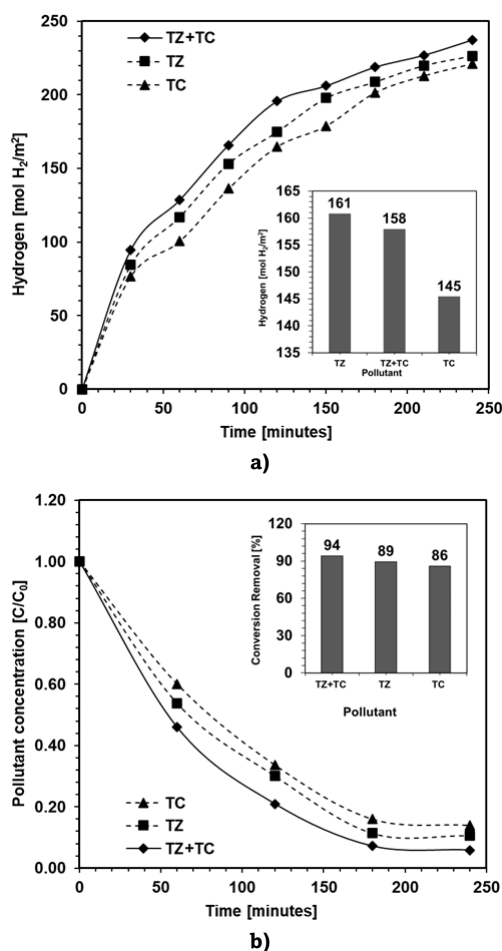 a)
TZ+TC
TZ
TC
Hydrogen [mol H₂/m²]
250
200
150
100
50
0
0 50 100 150 200 250
Time [minutes]
Hydrogen [mol H₂/m²]
165
160
155
150
145
140
135
161
158
145
TZ TZ+TC TC
Pollutant
a)
Pollutant concentration [C/C₀]
1.20
1.00
0.80
0.60
0.40
0.20
0.00
0 50 100 150 200 250
Time [minutes]
TC
TZ
TZ+TC
Conversion Removal [%]
120
90
60
30
0
94 89 86
TZ+TC TZ TC
Pollutant
b)